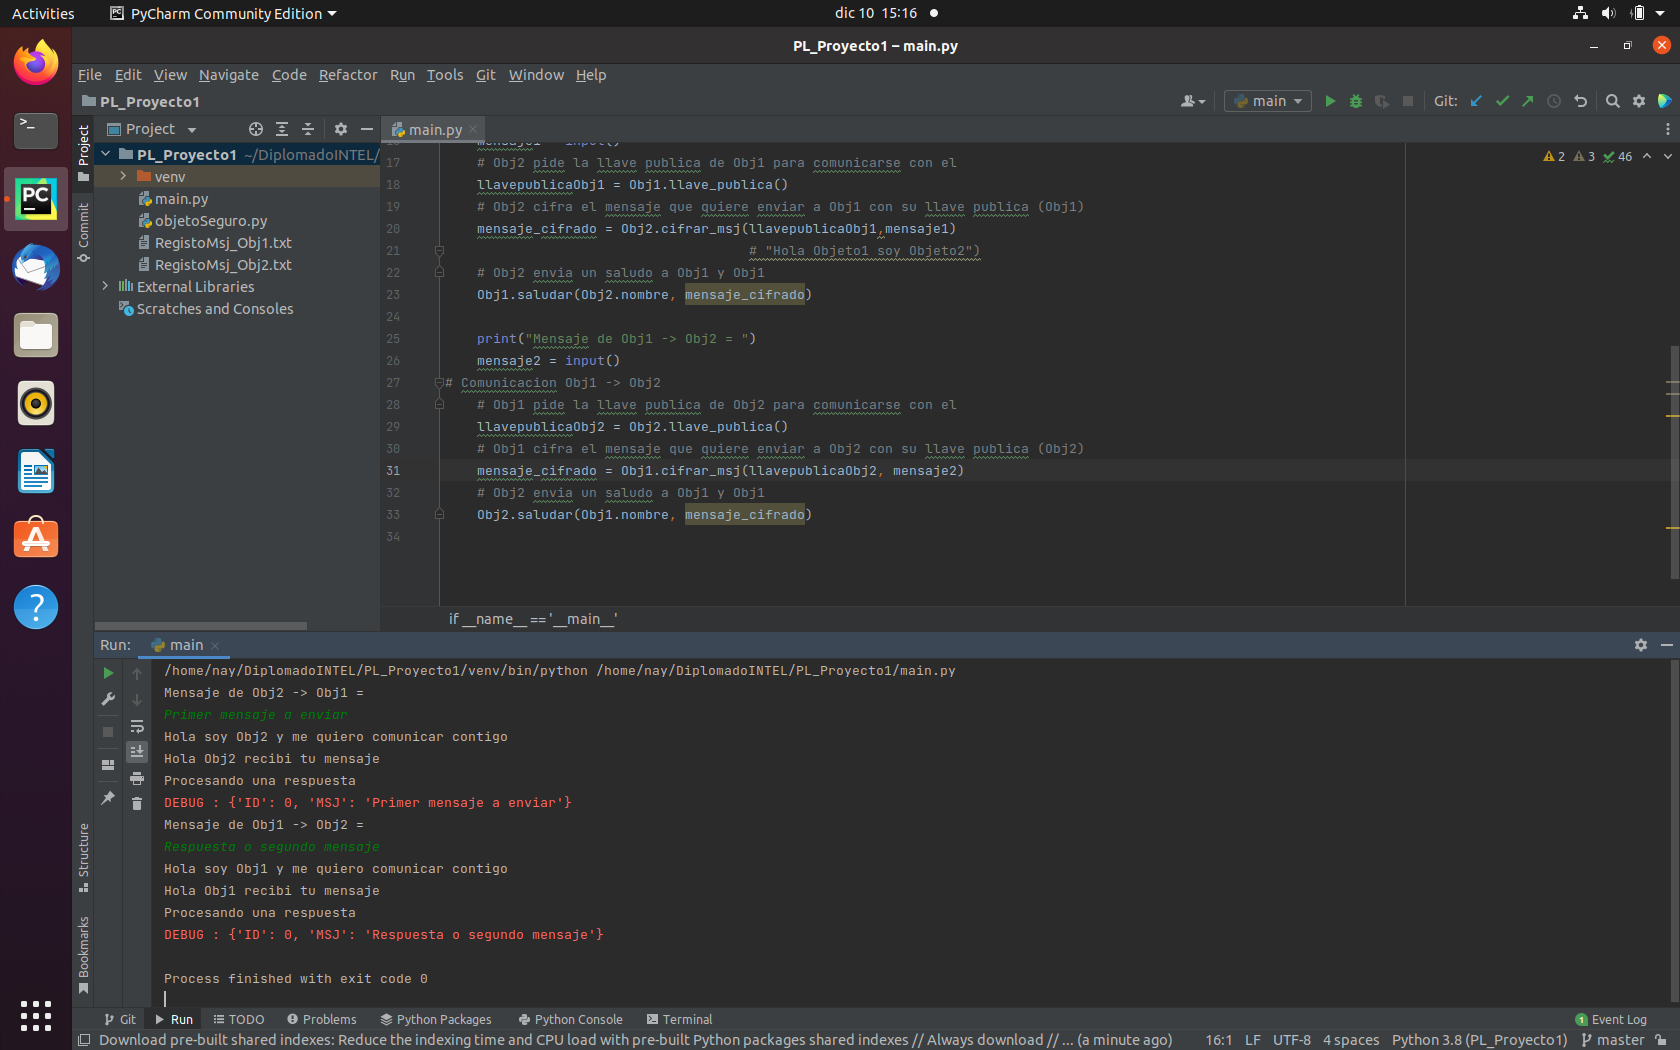 Activities
PyCharm Community Edition
dic 10 15:16
PL_Proyecto1 – main.py
File Edit View Navigate Code Refactor Run Tools Git Window Help
PL_Proyecto1
main
Git:
Project
Commit
Structure
Bookmarks
Project
PL_Proyecto1 ~/DiplomadoINTEL/
venv
main.py
objetoSeguro.py
RegistoMsj_Obj1.txt
RegistoMsj_Obj2.txt
External Libraries
Scratches and Consoles
main.py
2 3 46
17 # Obj2 pide la llave publica de Obj1 para comunicarse con el
18 llavepublicaObj1 = Obj1.llave_publica()
19 # Obj2 cifra el mensaje que quiere enviar a Obj1 con su llave publica (Obj1)
20 mensaje_cifrado = Obj2.cifrar_msj(llavepublicaObj1,mensaje1)
21 # "Hola Objeto1 soy Objeto2")
22 # Obj2 envia un saludo a Obj1 y Obj1
23 Obj1.saludar(Obj2.nombre, mensaje_cifrado)
24
25 print("Mensaje de Obj1 -> Obj2 = ")
26 mensaje2 = input()
27 # Comunicacion Obj1 -> Obj2
28 # Obj1 pide la llave publica de Obj2 para comunicarse con el
29 llavepublicaObj2 = Obj2.llave_publica()
30 # Obj1 cifra el mensaje que quiere enviar a Obj2 con su llave publica (Obj2)
31 mensaje_cifrado = Obj1.cifrar_msj(llavepublicaObj2, mensaje2)
32 # Obj2 envia un saludo a Obj1 y Obj1
33 Obj2.saludar(Obj1.nombre, mensaje_cifrado)
34
if __name__ == '__main__'
Run: main
/home/nay/DiplomadoINTEL/PL_Proyecto1/venv/bin/python /home/nay/DiplomadoINTEL/PL_Proyecto1/main.py
Mensaje de Obj2 -> Obj1 =
Primer mensaje a enviar
Hola soy Obj2 y me quiero comunicar contigo
Hola Obj2 recibi tu mensaje
Procesando una respuesta
DEBUG : {'ID': 0, 'MSJ': 'Primer mensaje a enviar'}
Mensaje de Obj1 -> Obj2 =
Respuesta o segundo mensaje
Hola soy Obj1 y me quiero comunicar contigo
Hola Obj1 recibi tu mensaje
Procesando una respuesta
DEBUG : {'ID': 0, 'MSJ': 'Respuesta o segundo mensaje'}
Process finished with exit code 0
Git Run TODO Problems Python Packages Python Console Terminal
1 Event Log
Download pre-built shared indexes: Reduce the indexing time and CPU load with pre-built Python packages shared indexes // Always download // ... (a minute ago)
16:1 LF UTF-8 4 spaces Python 3.8 (PL_Proyecto1) master